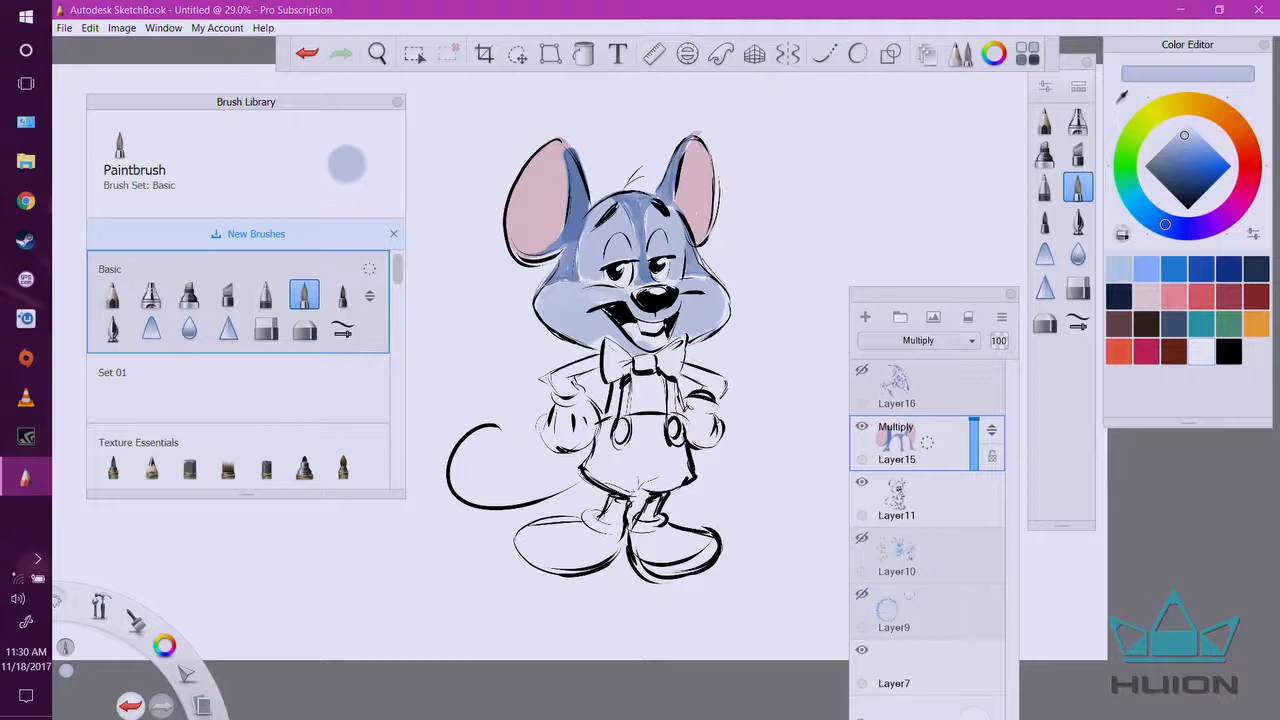 Autodesk SketchBook - Untitled @ 29.0% - Pro Subscription
File Edit Image Window My Account Help
Color Editor
Brush Library
Paintbrush
Brush Set: Basic
New Brushes
Basic
Set 01
Texture Essentials
Multiply 100
Layer16
Multiply
Layer15
Layer11
Layer10
Layer9
Layer7
11:30 AM
11/18/2017
HUION